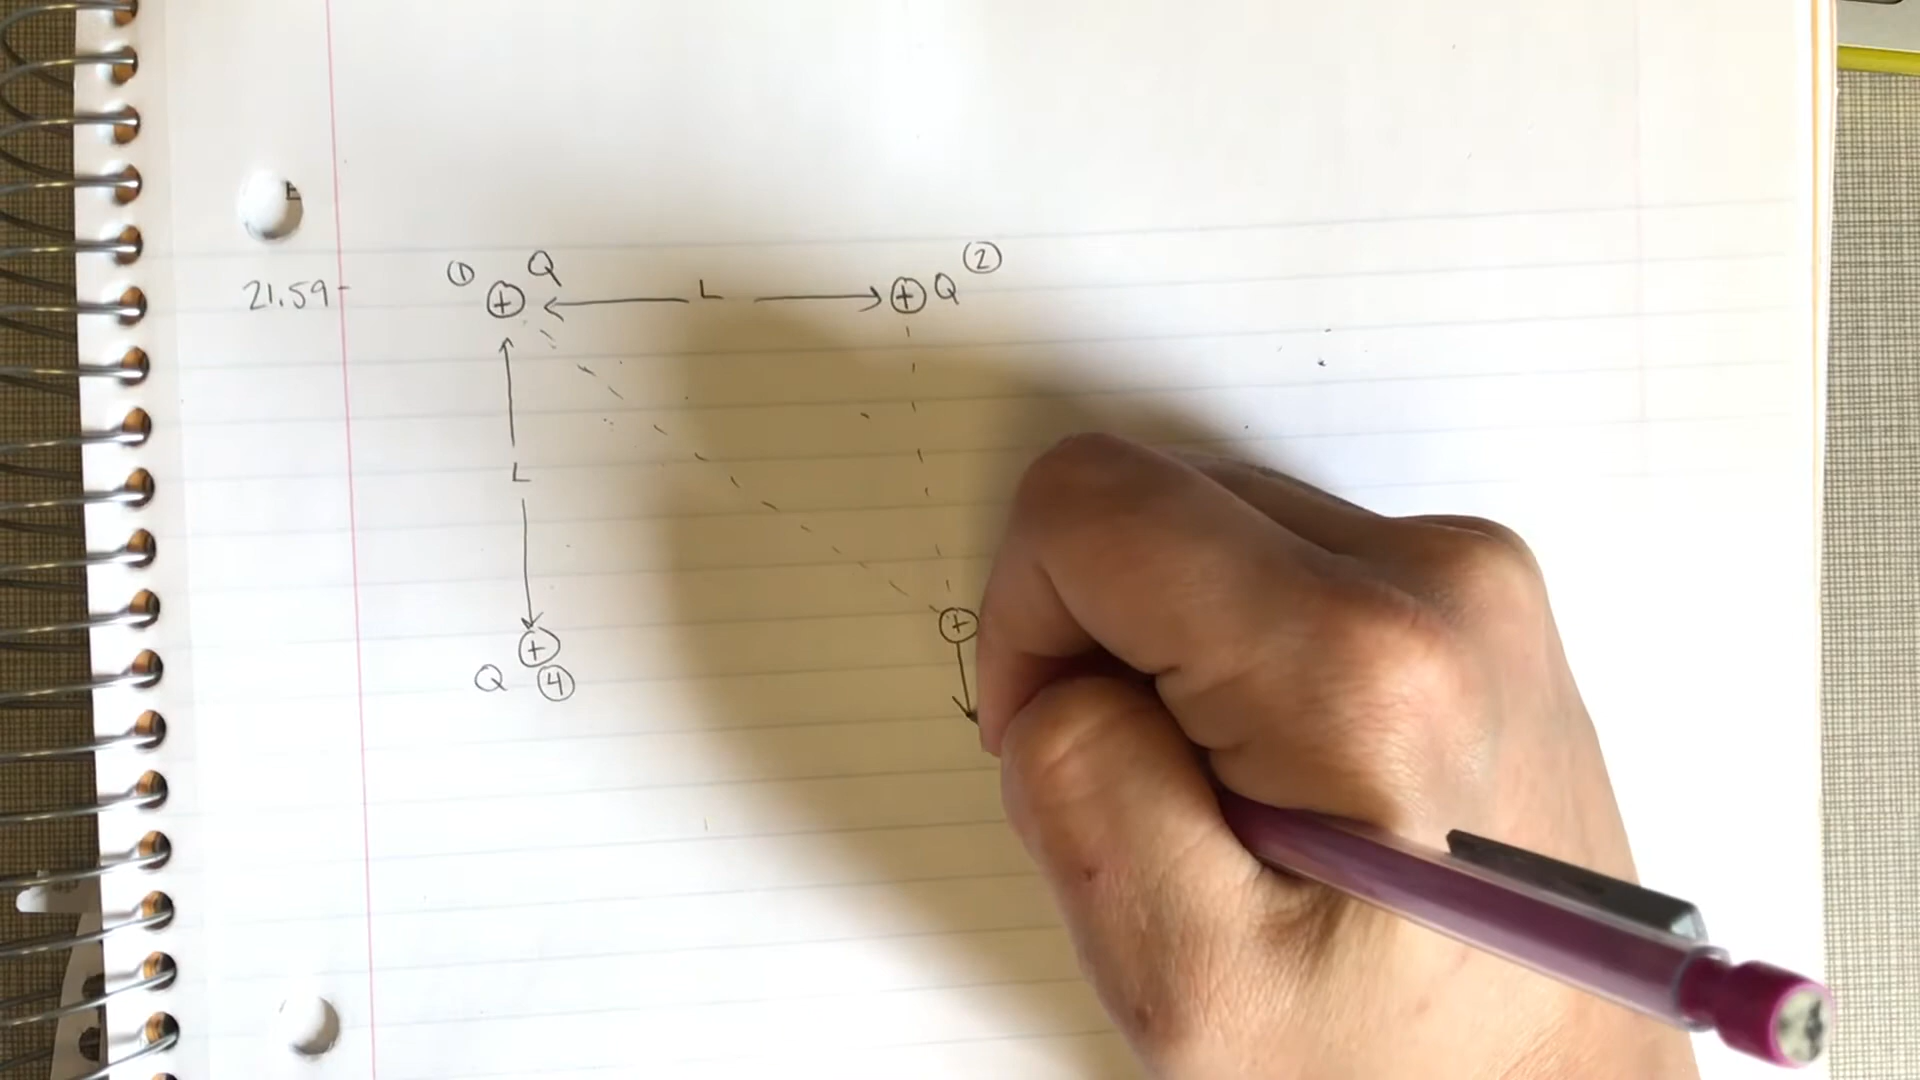 ① Q ②
21.59 + L + Q
L
+ +
Q ④